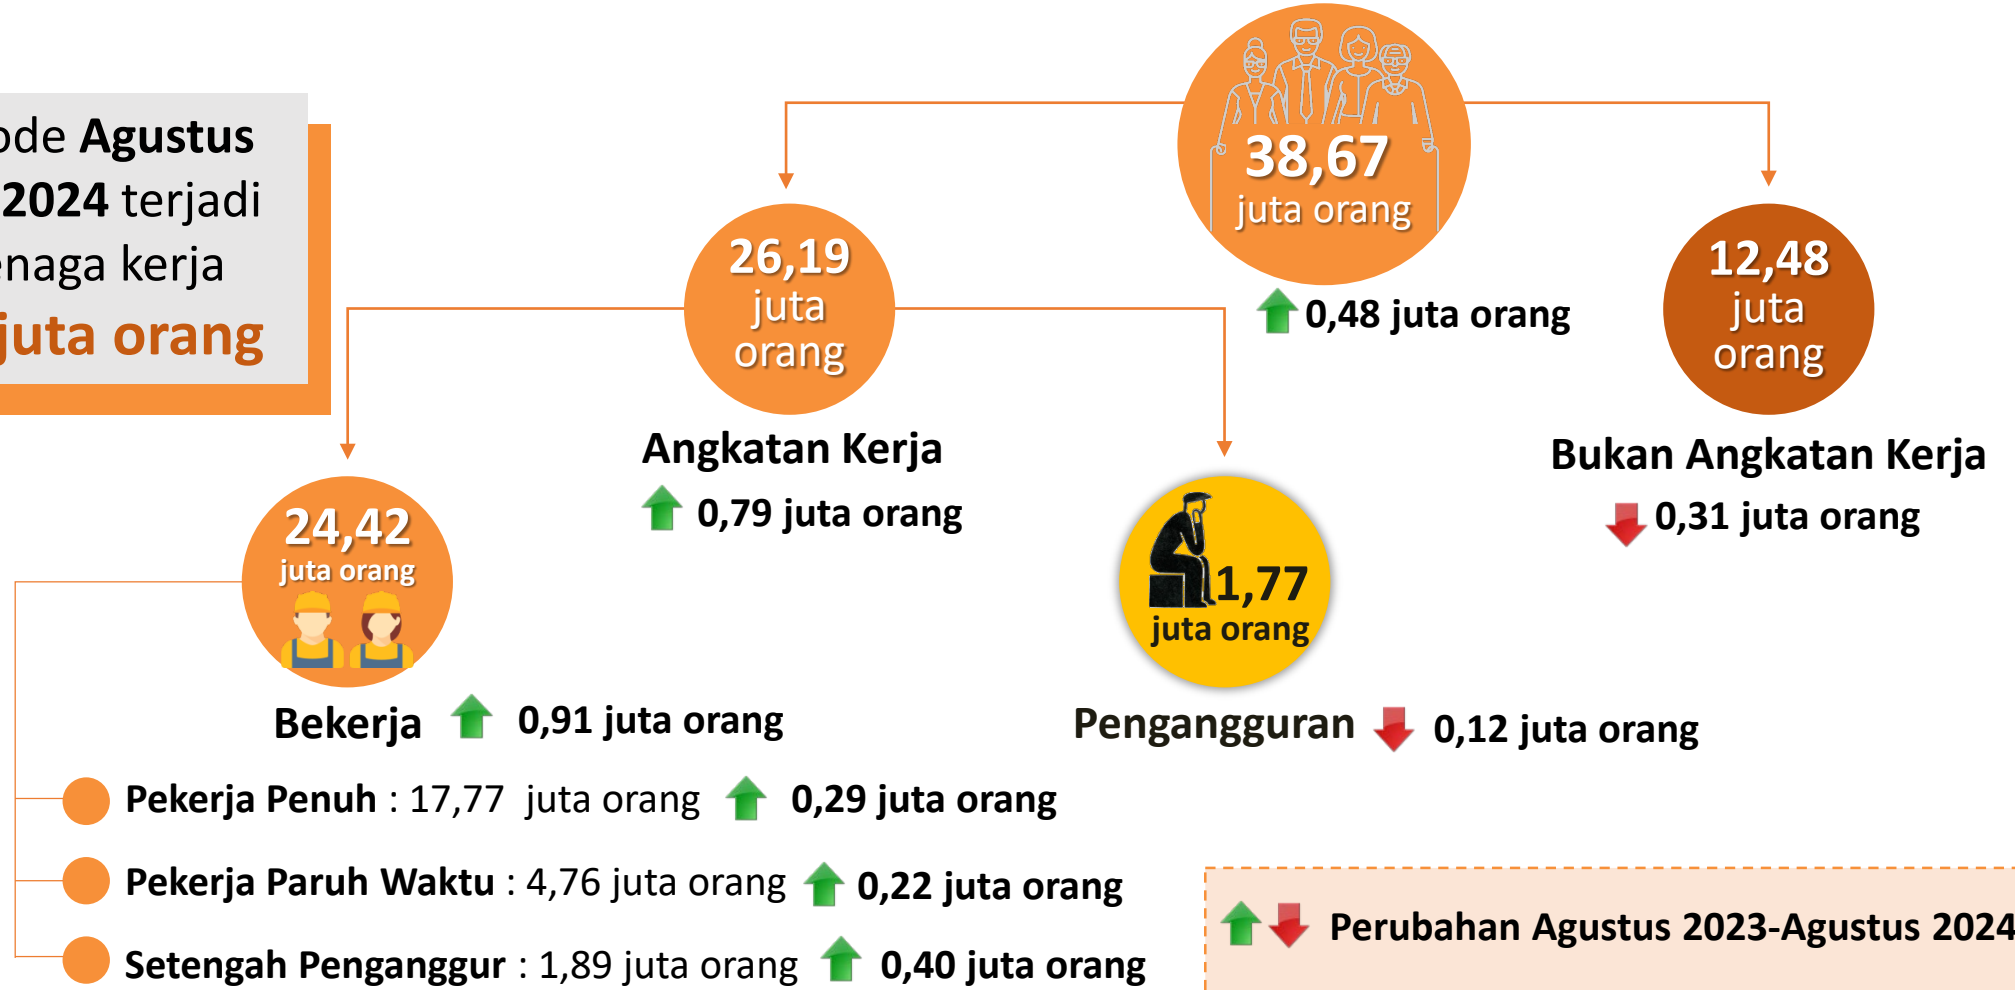 Agustus
2024 terjadi
kerja
juta orang
38,67
juta orang
0,48 juta orang
26,19
juta
orang
Angkatan Kerja
0,79 juta orang
12,48
juta
orang
Bukan Angkatan Kerja
0,31 juta orang
24,42
juta orang
Bekerja 0,91 juta orang
1,77
juta orang
Pengangguran 0,12 juta orang
Pekerja Penuh : 17,77 juta orang 0,29 juta orang
Pekerja Paruh Waktu : 4,76 juta orang 0,22 juta orang
Setengah Penganggur : 1,89 juta orang 0,40 juta orang
Perubahan Agustus 2023-Agustus 2024